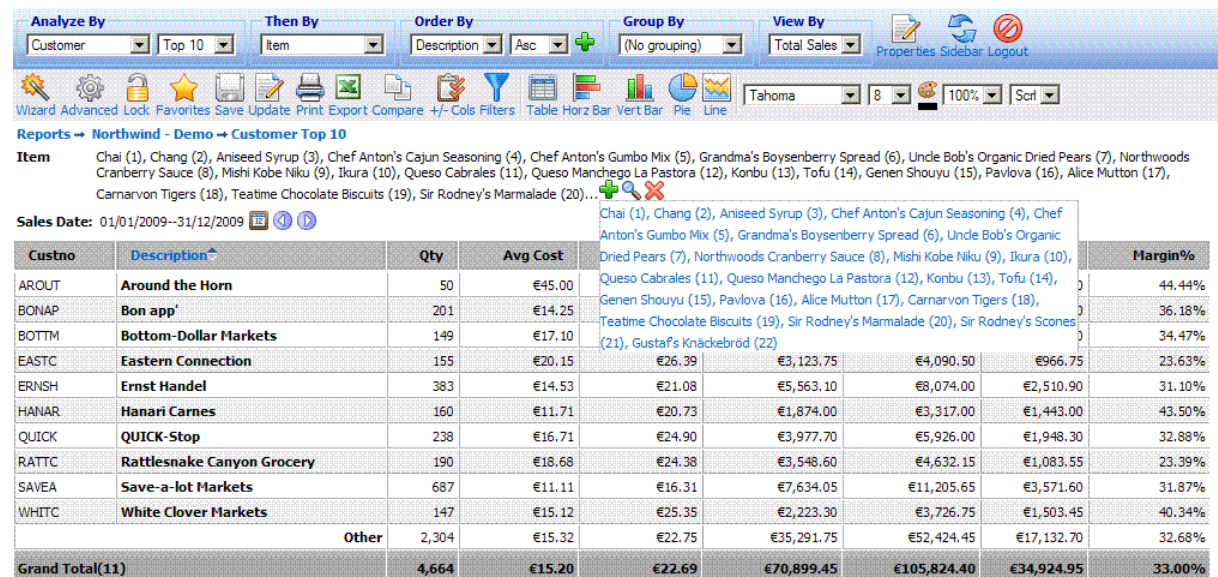 Analyze By Then By Order By Group By View By
Customer Top 10 Item Description Asc (No grouping) Total Sales Properties Sidebar Logout
Wizard Advanced Lock Favorites Save Update Print Export Compare +/- Cols Filters Table Horz Bar Vert Bar Pie Line Tahoma 8 100% Scrl
Reports → Northwind - Demo → Customer Top 10
Item Chai (1), Chang (2), Aniseed Syrup (3), Chef Anton's Cajun Seasoning (4), Chef Anton's Gumbo Mix (5), Grandma's Boysenberry Spread (6), Uncle Bob's Organic Dried Pears (7), Northwoods
Cranberry Sauce (8), Mishi Kobe Niku (9), Ikura (10), Queso Cabrales (11), Queso Manchego La Pastora (12), Konbu (13), Tofu (14), Genen Shouyu (15), Pavlova (16), Alice Mutton (17),
Carnarvon Tigers (18), Teatime Chocolate Biscuits (19), Sir Rodney's Marmalade (20)...
Sales Date: 01/01/2009--31/12/2009 12
Chai (1), Chang (2), Aniseed Syrup (3), Chef Anton's Cajun Seasoning (4), Chef
Anton's Gumbo Mix (5), Grandma's Boysenberry Spread (6), Uncle Bob's Organic
Dried Pears (7), Northwoods Cranberry Sauce (8), Mishi Kobe Niku (9), Ikura (10),
Queso Cabrales (11), Queso Manchego La Pastora (12), Konbu (13), Tofu (14),
Genen Shouyu (15), Pavlova (16), Alice Mutton (17), Carnarvon Tigers (18),
Teatime Chocolate Biscuits (19), Sir Rodney's Marmalade (20), Sir Rodney's Scones
(21), Gustaf's Knäckebröd (22)
Custno Description Qty Avg Cost Margin%
AROUT Around the Horn 50 €45.00 44.44%
BONAP Bon app' 201 €14.25 36.18%
BOTTM Bottom-Dollar Markets 149 €17.10 34.47%
EASTC Eastern Connection 155 €20.15 €26.39 €3,123.75 €4,090.50 €966.75 23.63%
ERNSH Ernst Handel 383 €14.53 €21.08 €5,563.10 €8,074.00 €2,510.90 31.10%
HANAR Hanari Carnes 160 €11.71 €20.73 €1,874.00 €3,317.00 €1,443.00 43.50%
QUICK QUICK-Stop 238 €16.71 €24.90 €3,977.70 €5,926.00 €1,948.30 32.88%
RATTC Rattlesnake Canyon Grocery 190 €18.68 €24.38 €3,548.60 €4,632.15 €1,083.55 23.39%
SAVEA Save-a-lot Markets 687 €11.11 €16.31 €7,634.05 €11,205.65 €3,571.60 31.87%
WHITC White Clover Markets 147 €15.12 €25.35 €2,223.30 €3,726.75 €1,503.45 40.34%
Other 2,304 €15.32 €22.75 €35,291.75 €52,424.45 €17,132.70 32.68%
Grand Total(11) 4,664 €15.20 €22.69 €70,899.45 €105,824.40 €34,924.95 33.00%